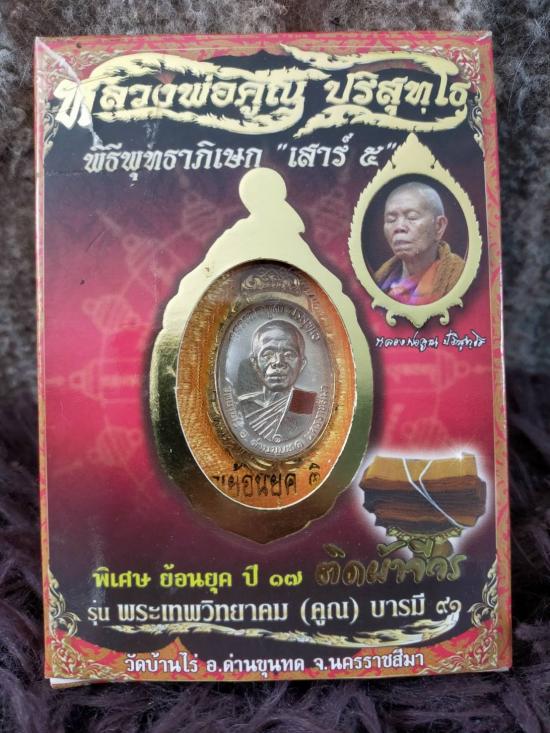 หลวงพ่อคูณ ปริสุทฺโธ
พิธีพุทธาภิเษก "เสาร์ ๕"
หลวงพ่อคูณ ปริสุทฺโธ
ย้อนยุค
พิเศษ ย้อนยุค ปี ๑๗ ติดผ้าจีวร
รุ่น พระเทพวิทยาคม (คูณ) บารมี ๙๑
วัดบ้านไร่ อ.ด่านขุนทด จ.นครราชสีมา